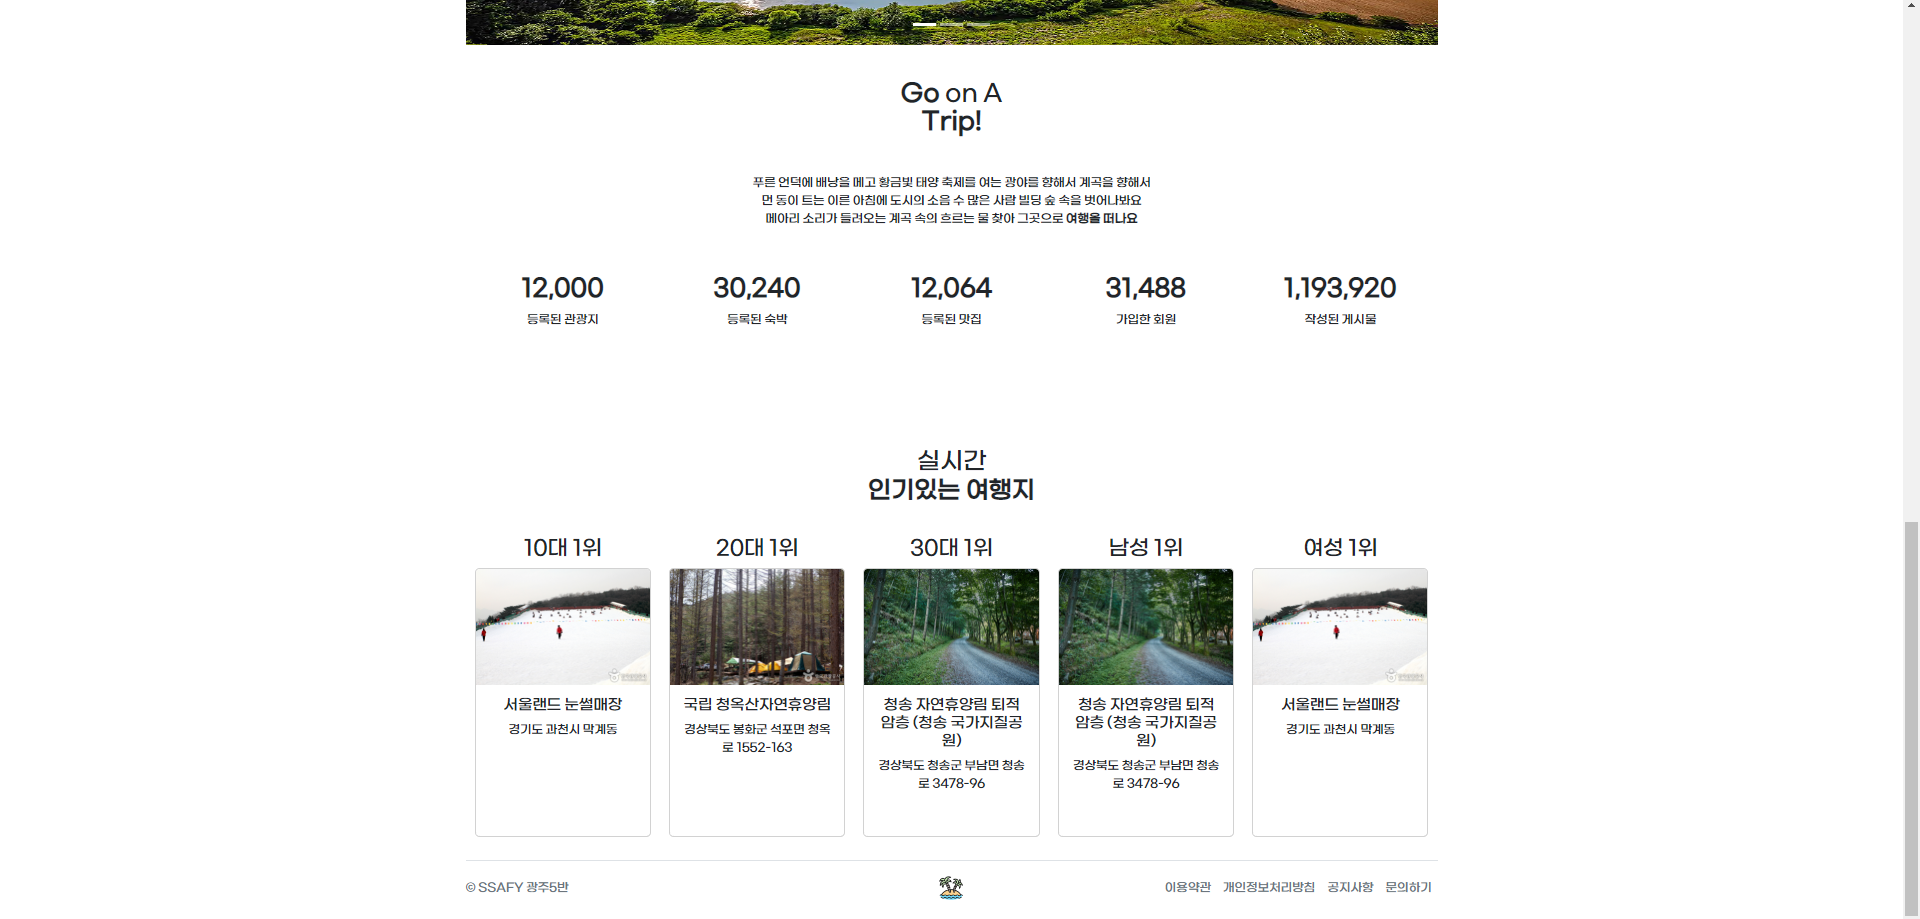 Go on A
Trip!
푸른 언덕에 배낭을 메고 황금빛 태양 축제를 여는 광야를 향해서 계곡을 향해서
먼 동이 트는 이른 아침에 도시의 소음 수 많은 사람 빌딩 숲 속을 벗어나봐요
메아리 소리가 들려오는 계곡 속의 흐르는 물 찾아 그곳으로 여행을 떠나요
12,000
등록된 관광지
30,240
등록된 숙박
12,064
등록된 맛집
31,488
가입한 회원
1,193,920
작성된 게시물
실시간
인기있는 여행지
10대 1위
서울랜드 눈썰매장
경기도 과천시 막계동
20대 1위
국립 청옥산자연휴양림
경상북도 봉화군 석포면 청옥
로 1552-163
30대 1위
청송 자연휴양림 퇴적
암층 (청송 국가지질공
원)
경상북도 청송군 부남면 청송
로 3478-96
남성 1위
청송 자연휴양림 퇴적
암층 (청송 국가지질공
원)
경상북도 청송군 부남면 청송
로 3478-96
여성 1위
서울랜드 눈썰매장
경기도 과천시 막계동
© SSAFY 광주5반
이용약관 개인정보처리방침 공지사항 문의하기